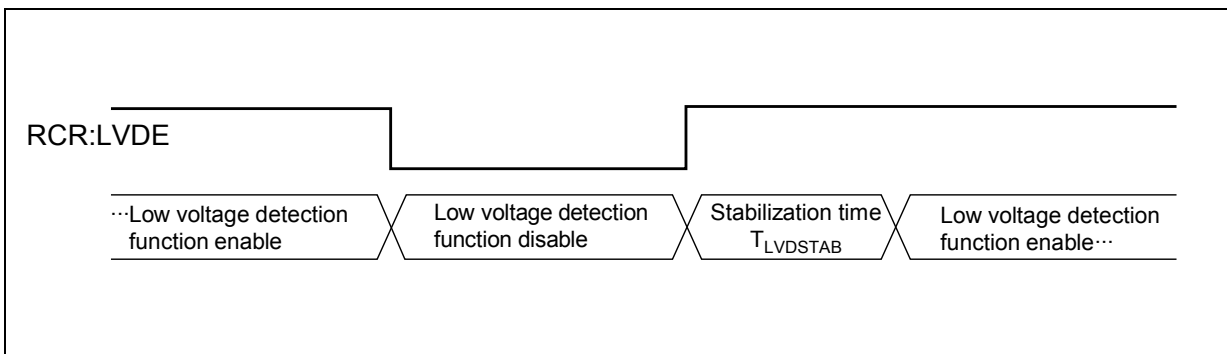 RCR:LVDE
···Low voltage detection
function enable
Low voltage detection
function disable
Stabilization time
TLVDSTAB
Low voltage detection
function enable···